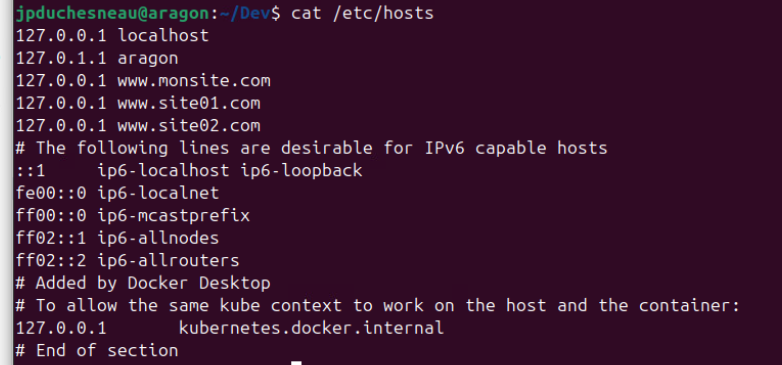 jpduchesneau@aragon:~/Dev$ cat /etc/hosts
127.0.0.1 localhost
127.0.1.1 aragon
127.0.0.1 www.monsite.com
127.0.0.1 www.site01.com
127.0.0.1 www.site02.com
# The following lines are desirable for IPv6 capable hosts
::1     ip6-localhost ip6-loopback
fe00::0 ip6-localnet
ff00::0 ip6-mcastprefix
ff02::1 ip6-allnodes
ff02::2 ip6-allrouters
# Added by Docker Desktop
# To allow the same kube context to work on the host and the container:
127.0.0.1       kubernetes.docker.internal
# End of section